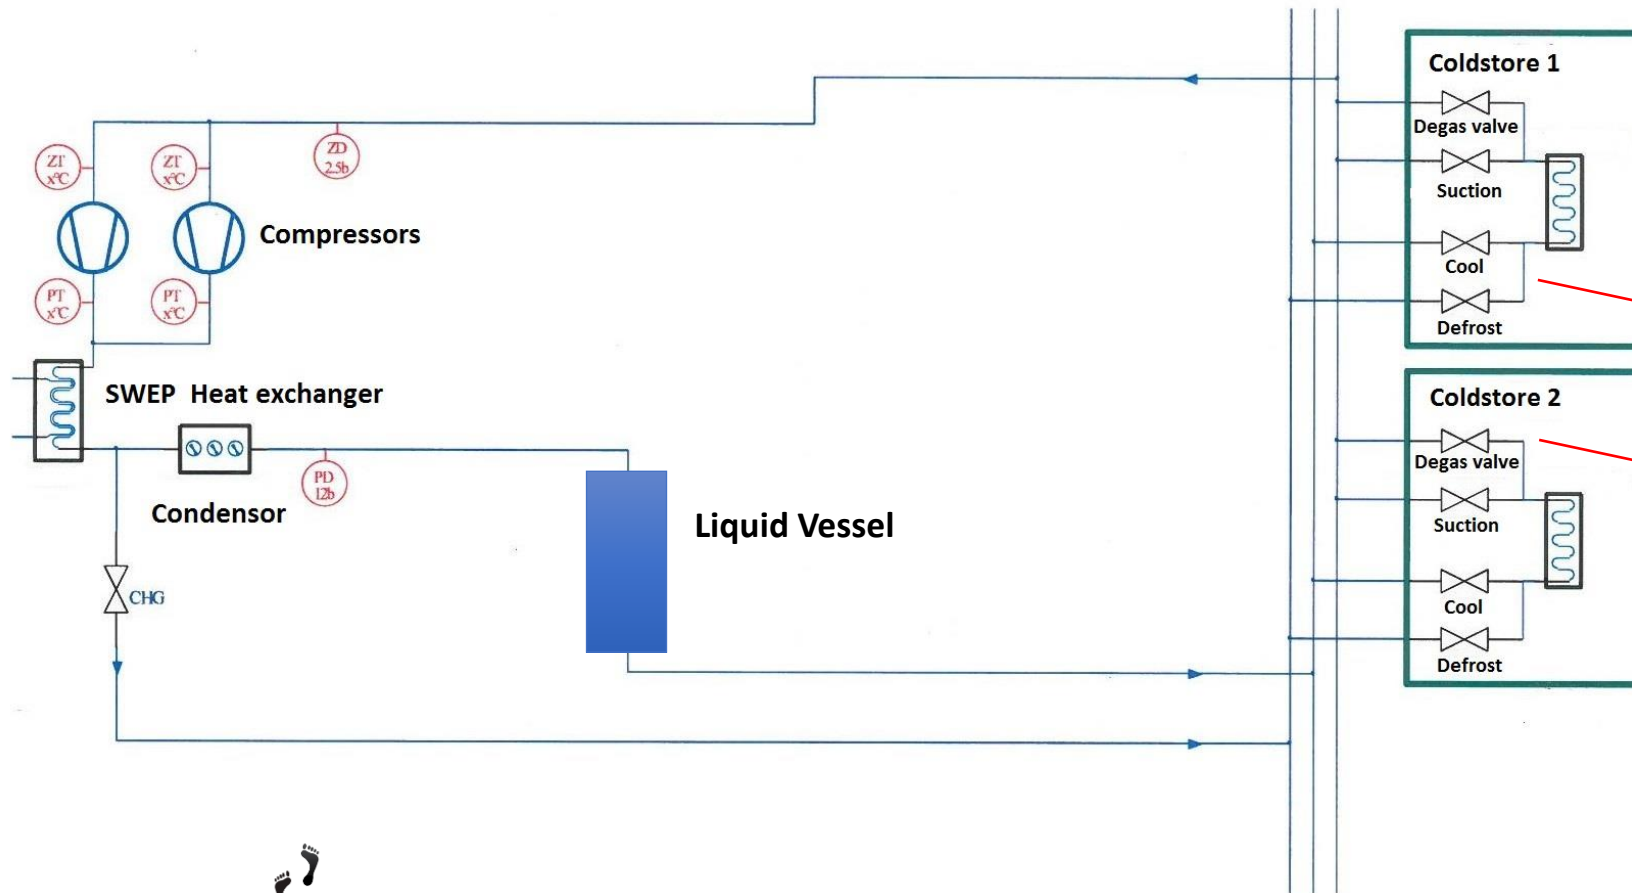 Coldstore 1
Degas valve
Suction
Cool
Defrost
ZT
x°C
ZT
x°C
ZD
2.5b
Compressors
PT
x°C
PT
x°C
SWEP Heat exchanger
Condensor
PD
12b
Liquid Vessel
CHG
Coldstore 2
Degas valve
Suction
Cool
Defrost